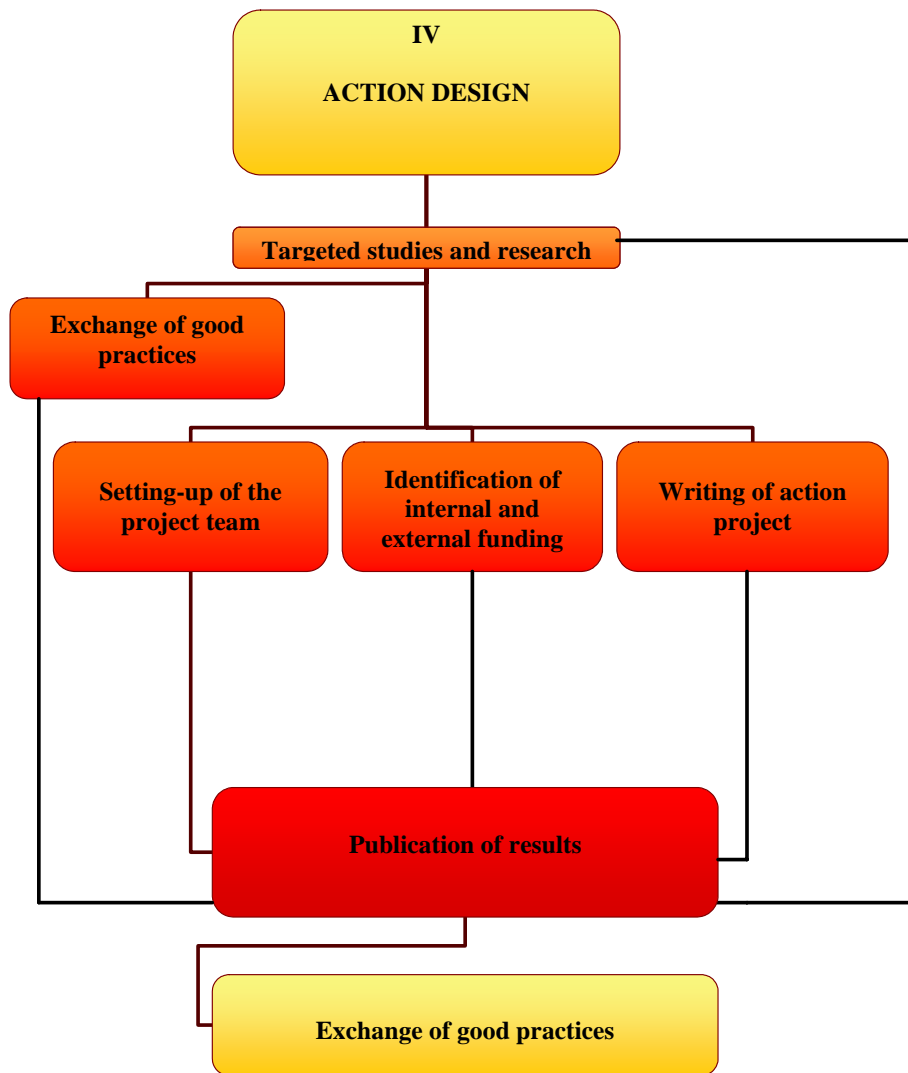 IV
ACTION DESIGN
Targeted studies and research
Exchange of good
practices
Setting-up of the
project team
Identification of
internal and
external funding
Writing of action
project
Publication of results
Exchange of good practices